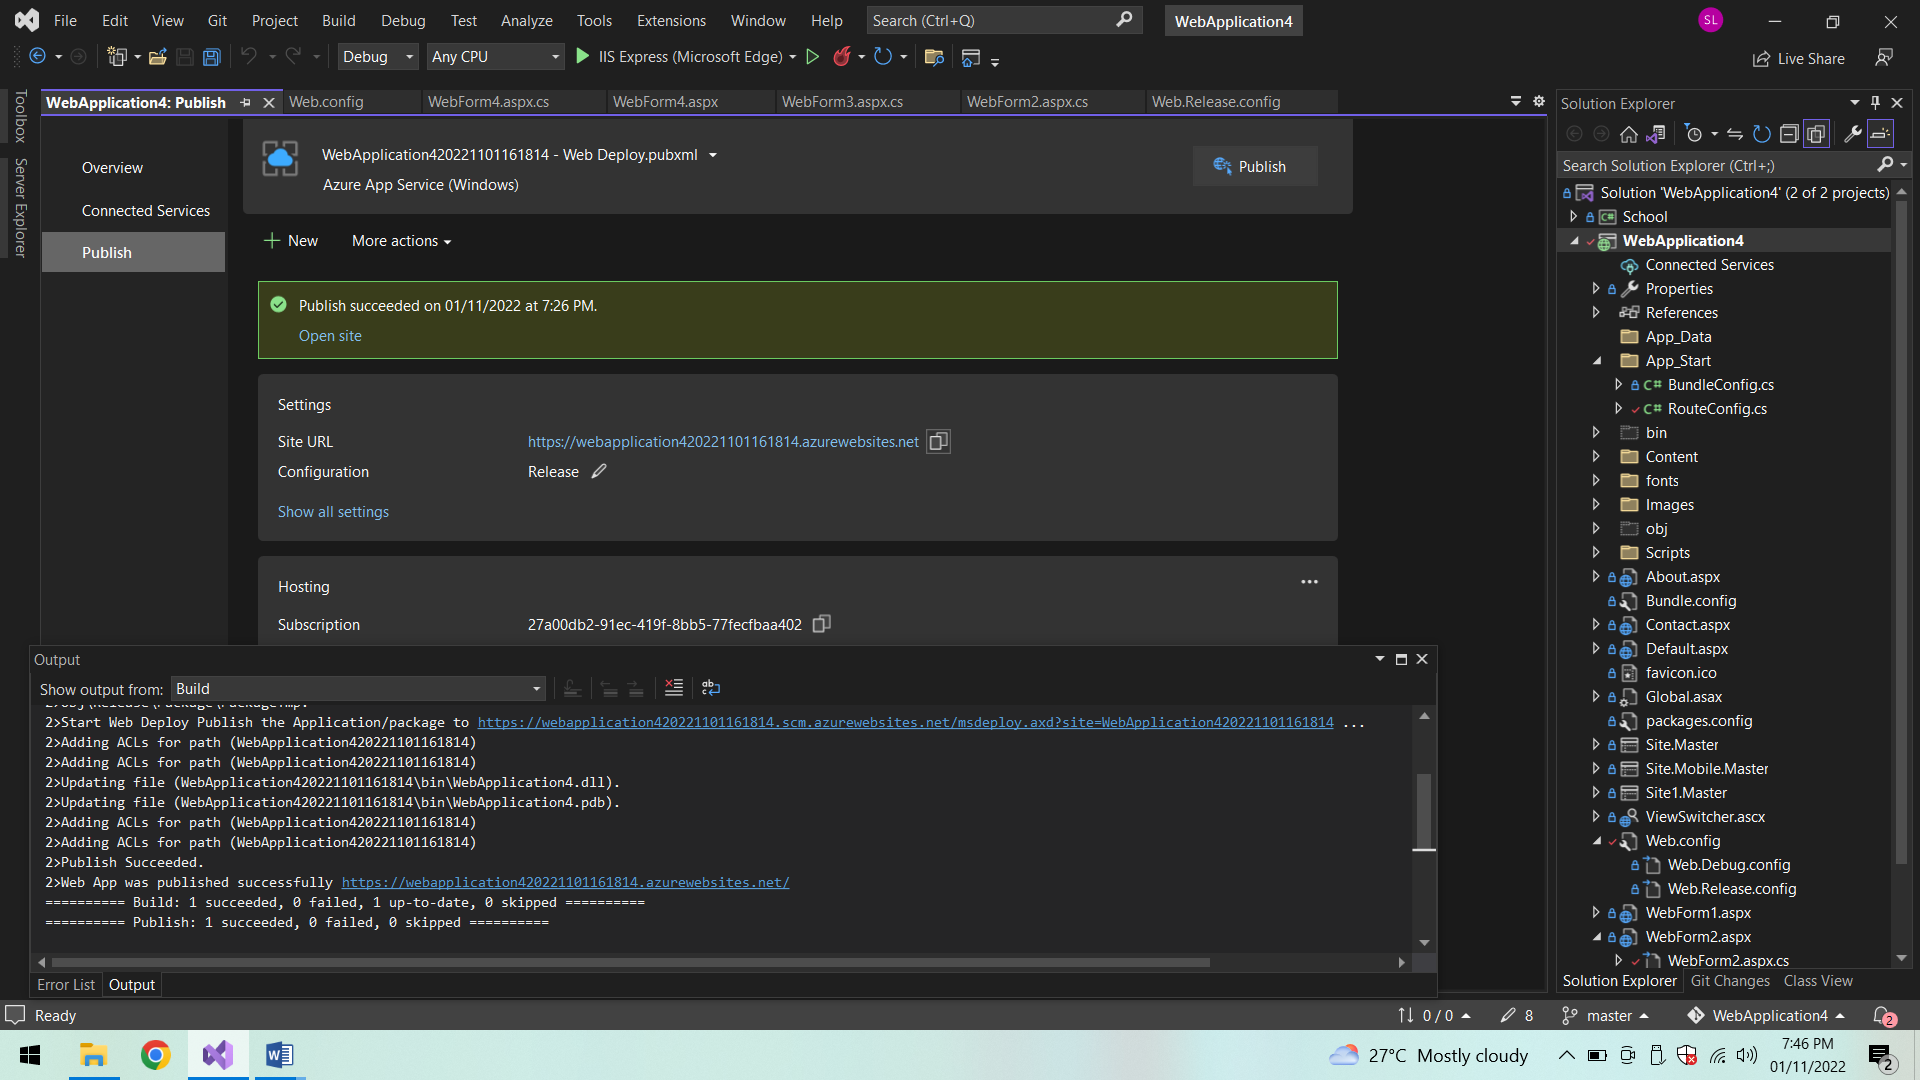 File Edit View Git Project Build Debug Test Analyze Tools Extensions Window Help Search (Ctrl+Q) WebApplication4 SL
Debug Any CPU IIS Express (Microsoft Edge) Live Share
Toolbox
Server Explorer
WebApplication4: Publish Web.config WebForm4.aspx.cs WebForm4.aspx WebForm3.aspx.cs WebForm2.aspx.cs Web.Release.config
Overview
Connected Services
Publish
WebApplication420221101161814 - Web Deploy.pubxml
Azure App Service (Windows)
Publish
New More actions
Publish succeeded on 01/11/2022 at 7:26 PM.
Open site
Settings
Site URL https://webapplication420221101161814.azurewebsites.net
Configuration Release
Show all settings
Hosting
Subscription 27a00db2-91ec-419f-8bb5-77fecfbaa402
Output
Show output from: Build
2>Start Web Deploy Publish the Application/package to https://webapplication420221101161814.scm.azurewebsites.net/msdeploy.axd?site=WebApplication420221101161814 ...
2>Adding ACLs for path (WebApplication420221101161814)
2>Adding ACLs for path (WebApplication420221101161814)
2>Updating file (WebApplication420221101161814\bin\WebApplication4.dll).
2>Updating file (WebApplication420221101161814\bin\WebApplication4.pdb).
2>Adding ACLs for path (WebApplication420221101161814)
2>Adding ACLs for path (WebApplication420221101161814)
2>Publish Succeeded.
2>Web App was published successfully https://webapplication420221101161814.azurewebsites.net/
========== Build: 1 succeeded, 0 failed, 1 up-to-date, 0 skipped ==========
========== Publish: 1 succeeded, 0 failed, 0 skipped ==========
Error List Output
Solution Explorer
Search Solution Explorer (Ctrl+;)
Solution 'WebApplication4' (2 of 2 projects)
C# School
WebApplication4
Connected Services
Properties
References
App_Data
App_Start
C# BundleConfig.cs
C# RouteConfig.cs
bin
Content
fonts
Images
obj
Scripts
About.aspx
Bundle.config
Contact.aspx
Default.aspx
favicon.ico
Global.asax
packages.config
Site.Master
Site.Mobile.Master
Site1.Master
ViewSwitcher.ascx
Web.config
Web.Debug.config
Web.Release.config
WebForm1.aspx
WebForm2.aspx
WebForm2.aspx.cs
Solution Explorer Git Changes Class View
Ready 0 / 0 8 master WebApplication4 2
27°C Mostly cloudy 7:46 PM
01/11/2022 2